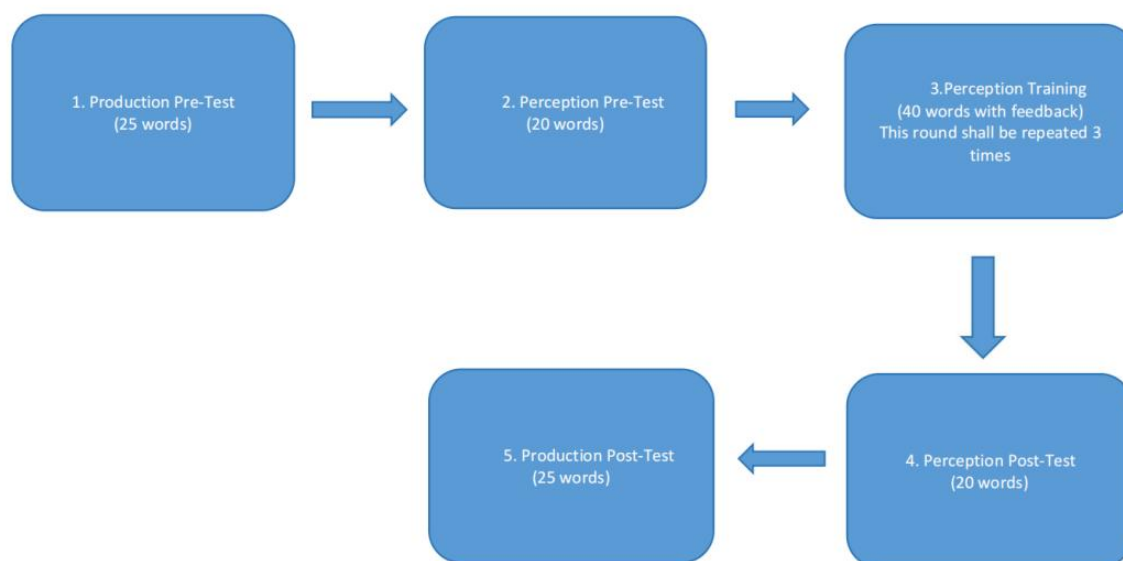 1. Production Pre-Test
(25 words)
2. Perception Pre-Test
(20 words)
3.Perception Training
(40 words with feedback)
This round shall be repeated 3
times
4. Perception Post-Test
(20 words)
5. Production Post-Test
(25 words)